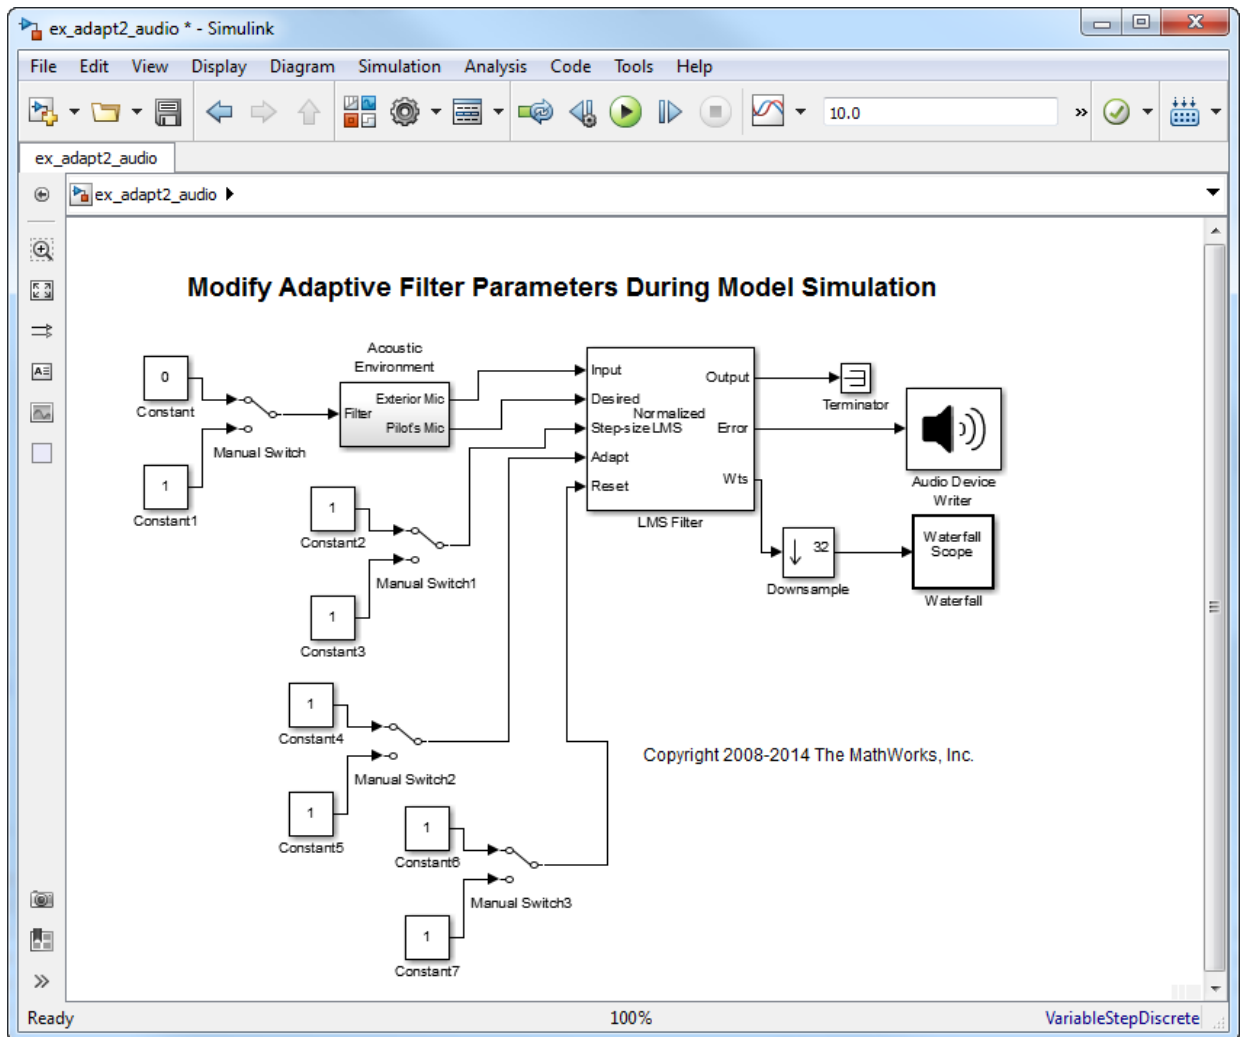 ex_adapt2_audio * - Simulink
File Edit View Display Diagram Simulation Analysis Code Tools Help
10.0
ex_adapt2_audio
ex_adapt2_audio
Modify Adaptive Filter Parameters During Model Simulation
0
Constant
1
Constant1
Manual Switch
Acoustic
Environment
Filter
Exterior Mic
Pilot's Mic
1
Constant2
Manual Switch1
1
Constant3
1
Constant4
Manual Switch2
1
Constant5
1
Constant6
Manual Switch3
1
Constant7
Input
Desired
Step-size
Adapt
Reset
Normalized
LMS
Output
Error
Wts
LMS Filter
Terminator
Audio Device
Writer
32
Downsample
Waterfall
Scope
Waterfall
Copyright 2008-2014 The MathWorks, Inc.
Ready
100%
VariableStepDiscrete